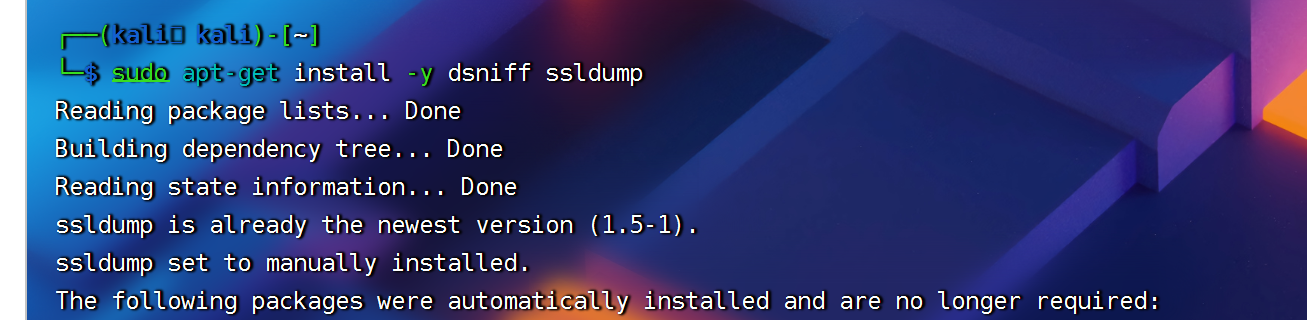 ┌──(kali㉿ kali)-[~]
└─$ sudo apt-get install -y dsniff ssldump
Reading package lists... Done
Building dependency tree... Done
Reading state information... Done
ssldump is already the newest version (1.5-1).
ssldump set to manually installed.
The following packages were automatically installed and are no longer required: